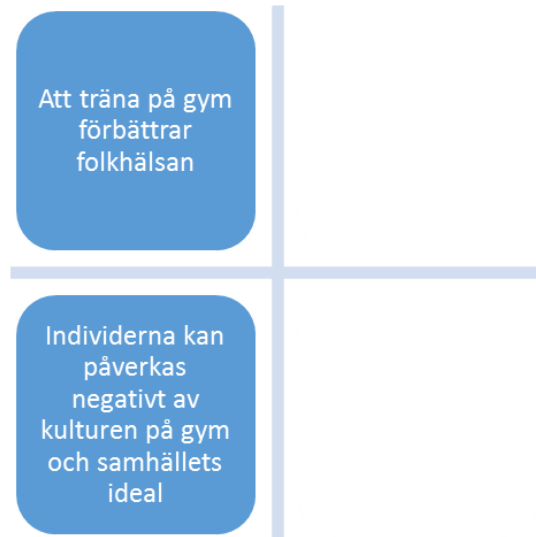 Att träna på gym
förbättrar
folkhälsan
Individerna kan
påverkas
negativt av
kulturen på gym
och samhällets
ideal